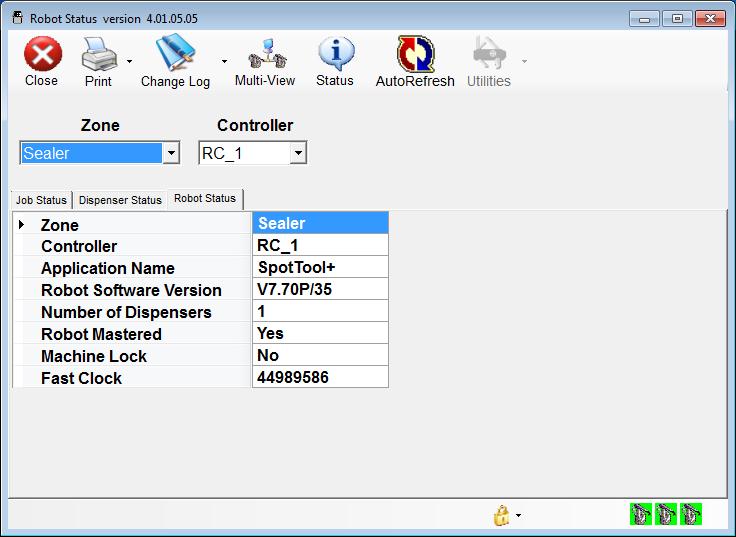 Robot Status version 4.01.05.05
Close Print Change Log Multi-View Status AutoRefresh Utilities
Zone Controller
Sealer RC_1
Job Status Dispenser Status Robot Status
Zone Sealer
Controller RC_1
Application Name SpotTool+
Robot Software Version V7.70P/35
Number of Dispensers 1
Robot Mastered Yes
Machine Lock No
Fast Clock 44989586